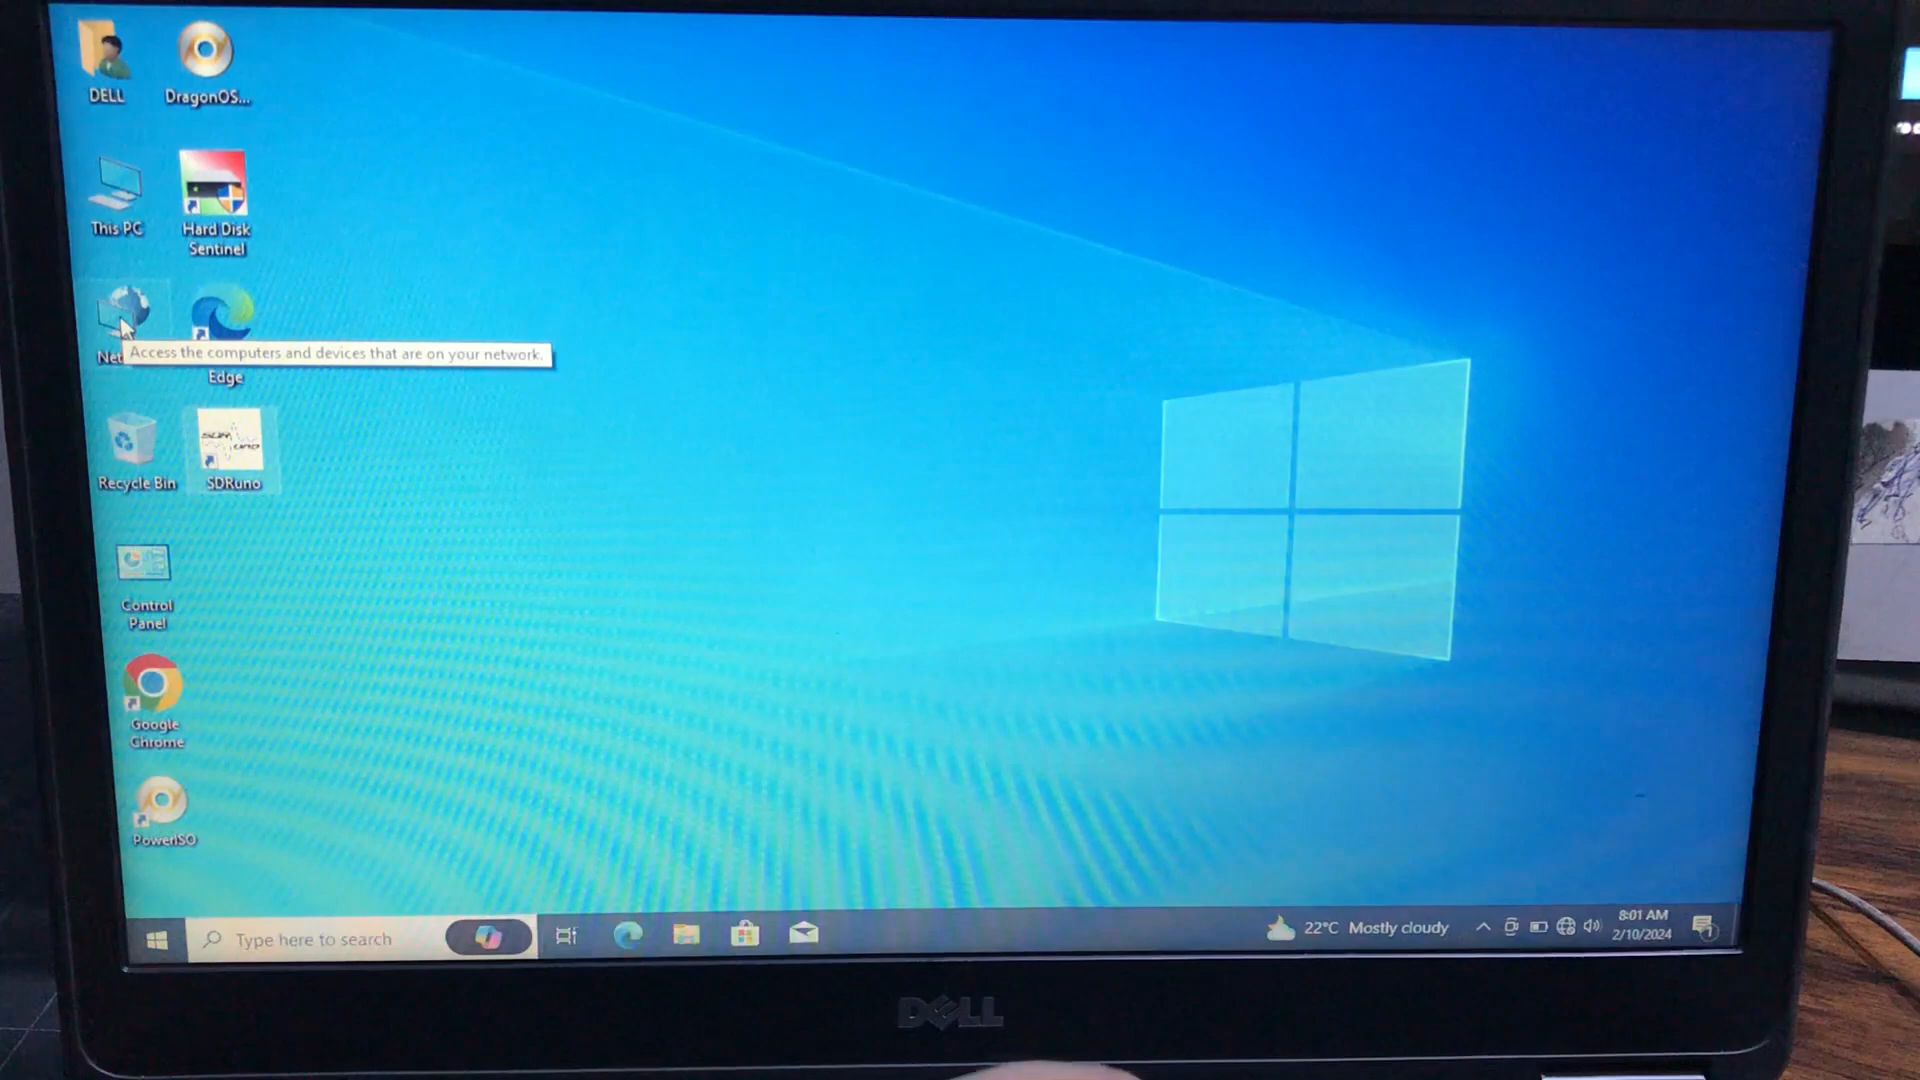 DELL
DragonOS...
This PC
Hard Disk
Sentinel
Net
Access the computers and devices that are on your network.
Edge
Recycle Bin
SDRuno
Control
Panel
Google
Chrome
PowerISO
Type here to search
22°C Mostly cloudy
8:01 AM
2/10/2024
DELL